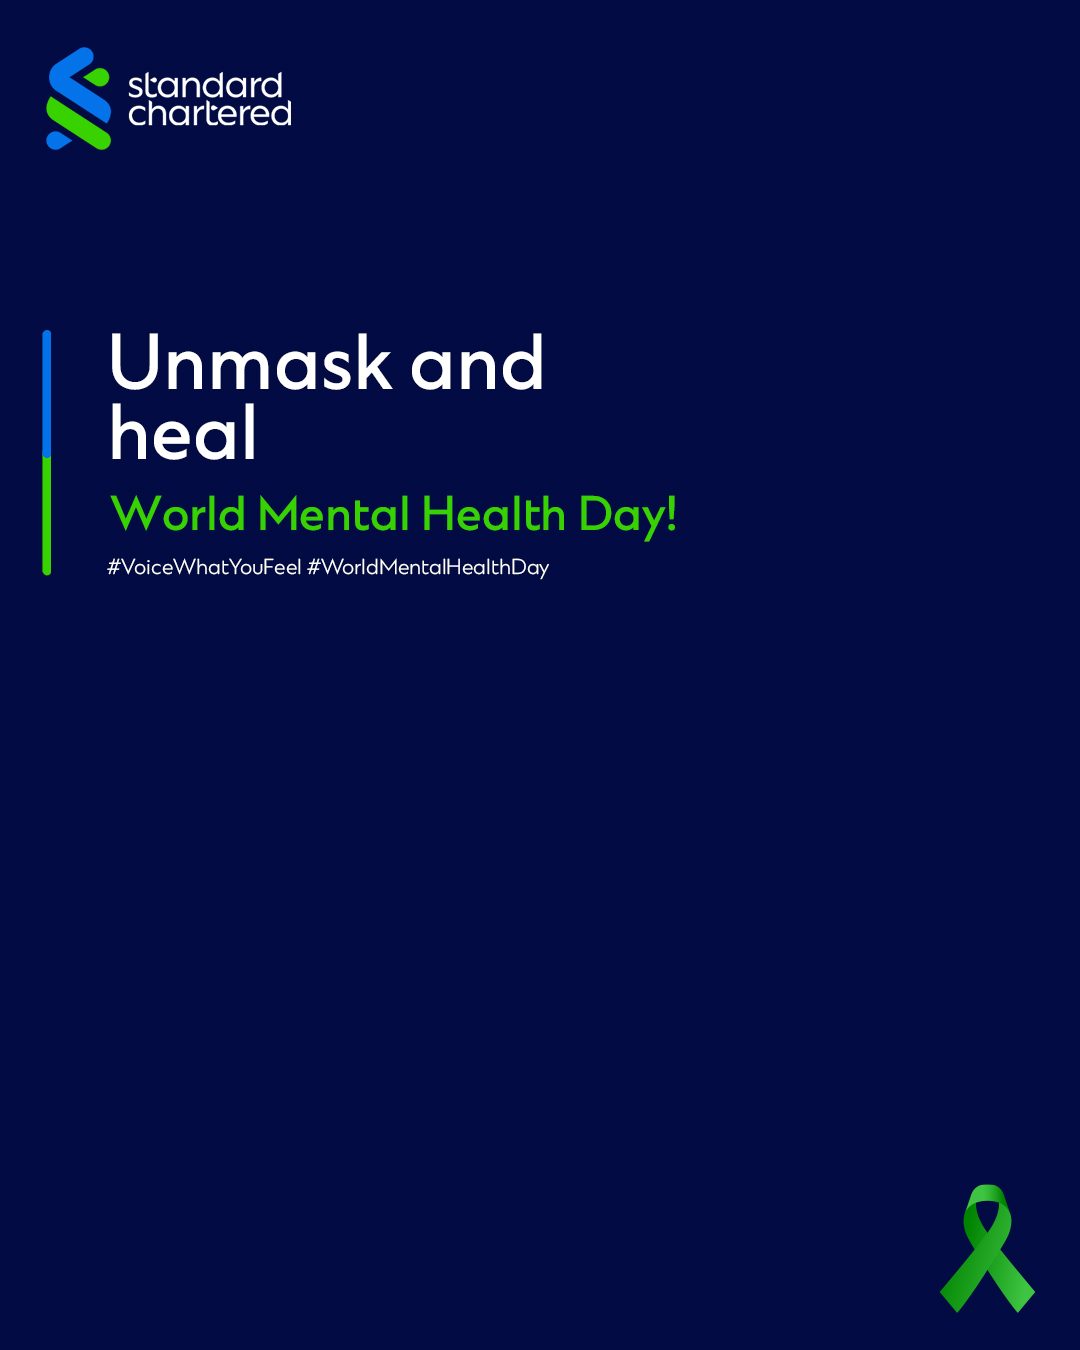 standard
chartered
Unmask and
heal
World Mental Health Day!
#VoiceWhatYouFeel #WorldMentalHealthDay